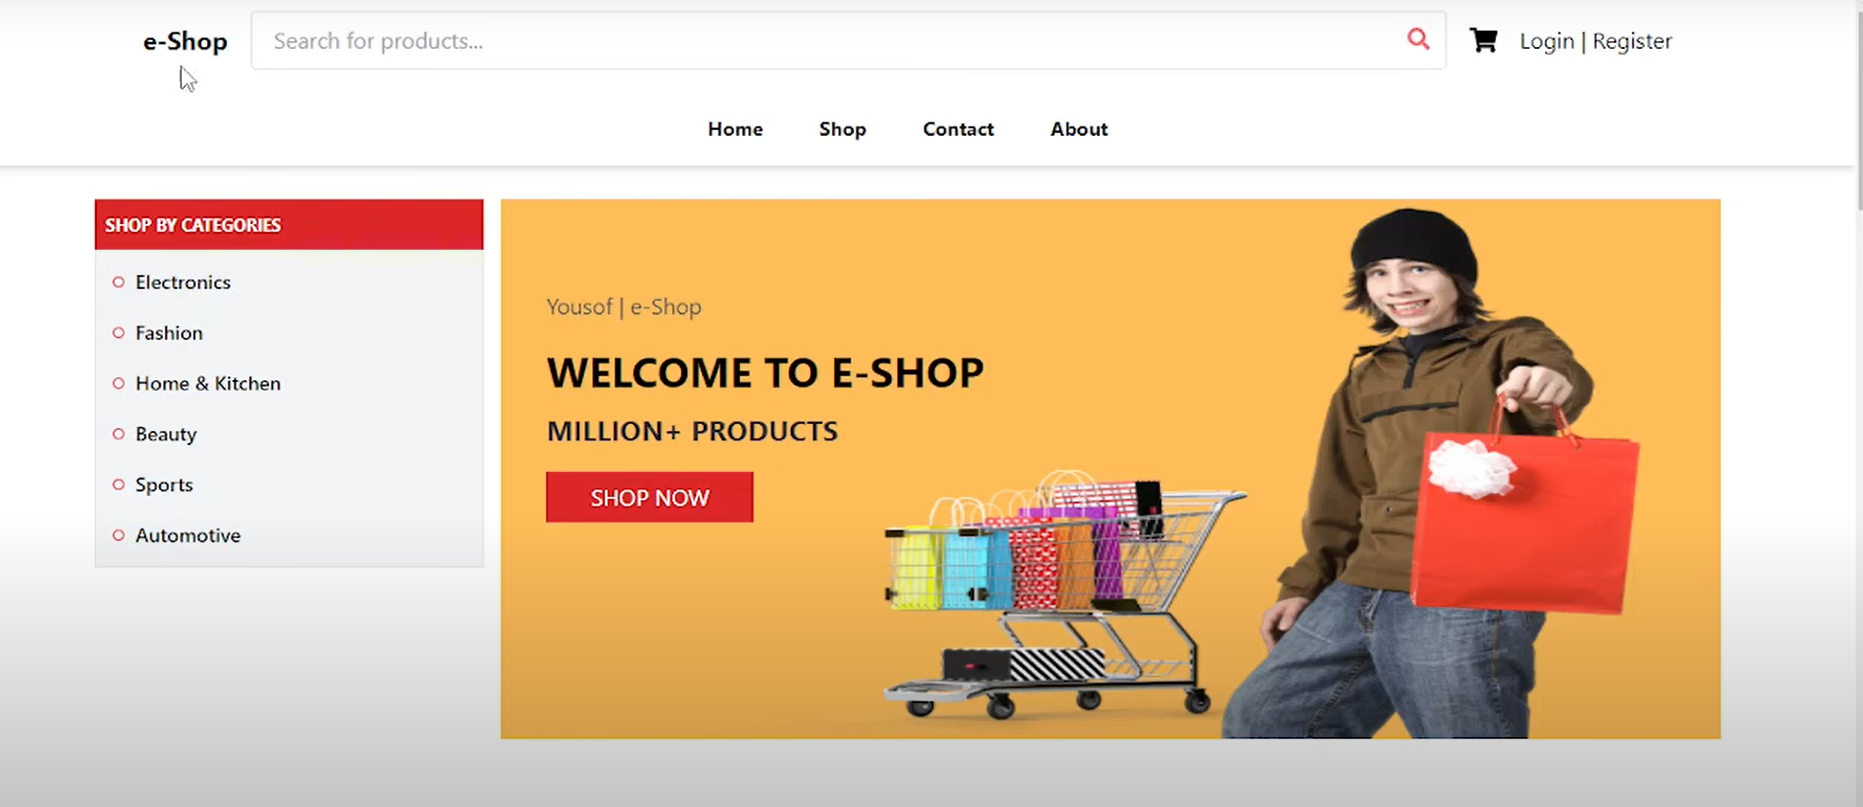 e-Shop
Search for products...
Login | Register
Home
Shop
Contact
About
SHOP BY CATEGORIES
Electronics
Fashion
Home & Kitchen
Beauty
Sports
Automotive
Yousof | e-Shop
WELCOME TO E-SHOP
MILLION+ PRODUCTS
SHOP NOW